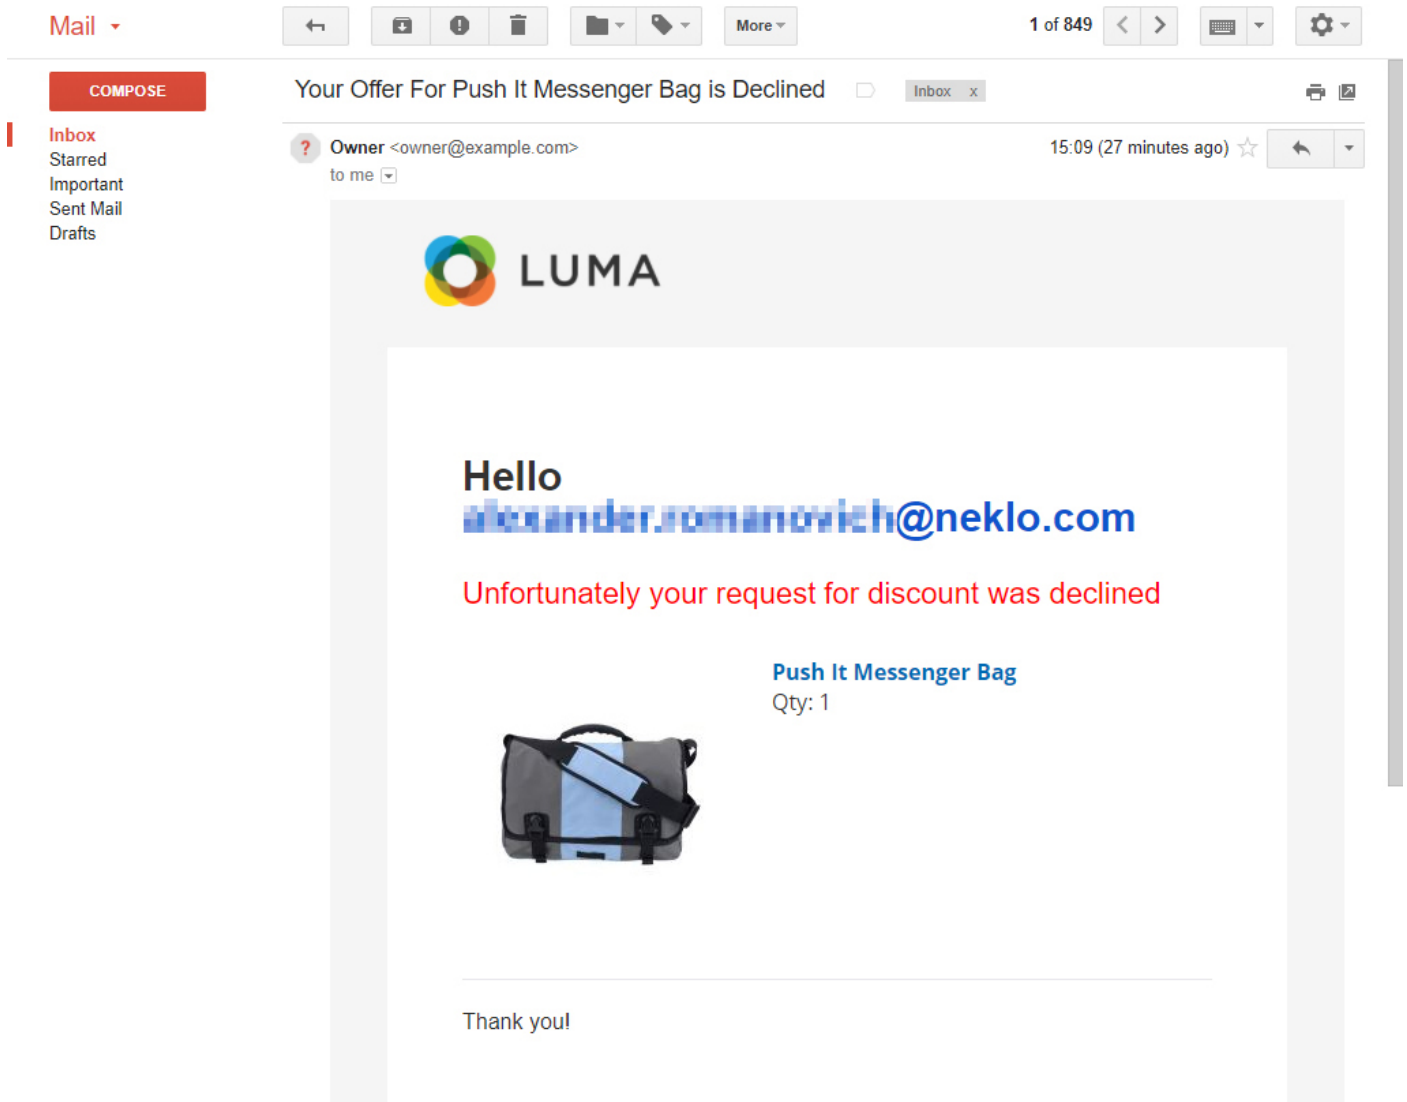 Mail
More
1 of 849
COMPOSE
Your Offer For Push It Messenger Bag is Declined
Inbox x
Inbox
Starred
Important
Sent Mail
Drafts
? Owner <owner@example.com>
15:09 (27 minutes ago)
to me
LUMA
Hello
@neklo.com
Unfortunately your request for discount was declined
Push It Messenger Bag
Qty: 1
Thank you!